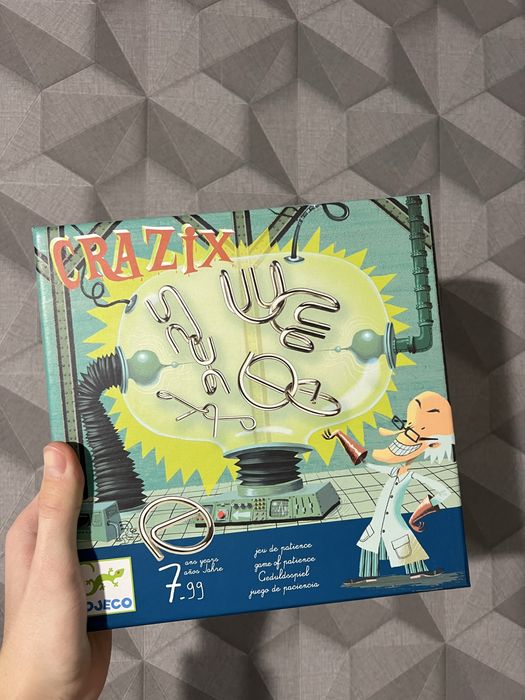 CRAZIX
ans years
años Jahre
7-99
jeu de patience
game of patience
Geduldsspiel
juego de paciencia
DJECO